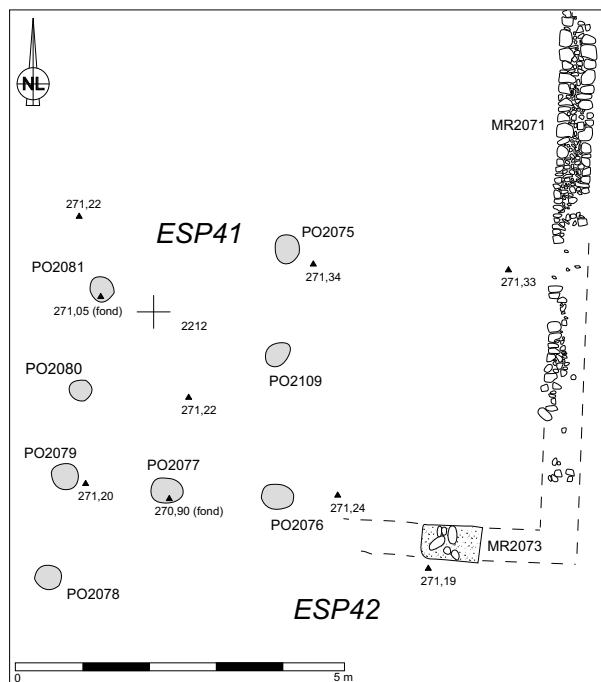 NL
MR2071
271,22
ESP41
PO2075
PO2081
271,34
271,33
271,05 (fond)
2212
PO2080
PO2109
271,22
PO2079
PO2077
271,20
270,90 (fond)
271,24
PO2076
MR2073
271,19
PO2078
ESP42
0
5 m